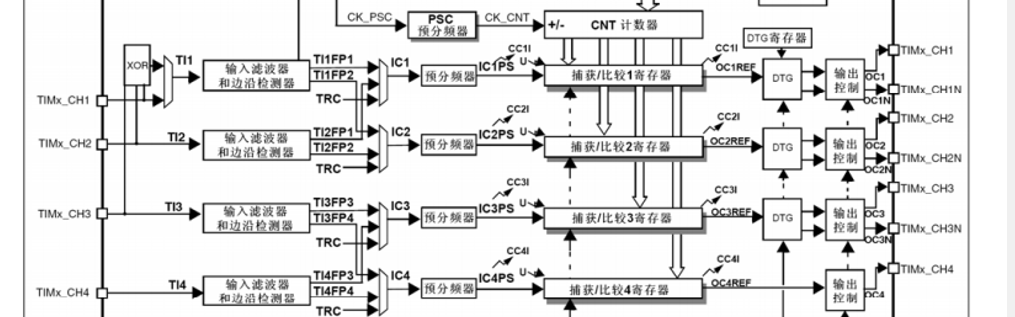 CK_PSC
PSC
预分频器
CK_CNT
+/-
CNT 计数器
DTG寄存器
XOR
TI1
输入滤波器
和边沿检测器
TI1FP1
TI1FP2
TRC
IC1
预分频器
IC1PS
CC1I
U
捕获/比较1寄存器
CC1I
OC1REF
DTG
输出
控制
OC1
OC1N
TIMx_CH1
TIMx_CH1N
TIMx_CH1
TIMx_CH2
TI2
输入滤波器
和边沿检测器
TI2FP1
TI2FP2
TRC
IC2
预分频器
IC2PS
CC2I
U
捕获/比较2寄存器
CC2I
OC2REF
DTG
输出
控制
OC2
OC2N
TIMx_CH2
TIMx_CH2N
TIMx_CH3
TI3
输入滤波器
和边沿检测器
TI3FP3
TI3FP4
TRC
IC3
预分频器
IC3PS
CC3I
U
捕获/比较3寄存器
CC3I
OC3REF
DTG
输出
控制
OC3
OC3N
TIMx_CH3
TIMx_CH3N
TIMx_CH4
TI4
输入滤波器
和边沿检测器
TI4FP3
TI4FP4
TRC
IC4
预分频器
IC4PS
CC4I
U
捕获/比较4寄存器
CC4I
OC4REF
输出
控制
OC4
TIMx_CH4